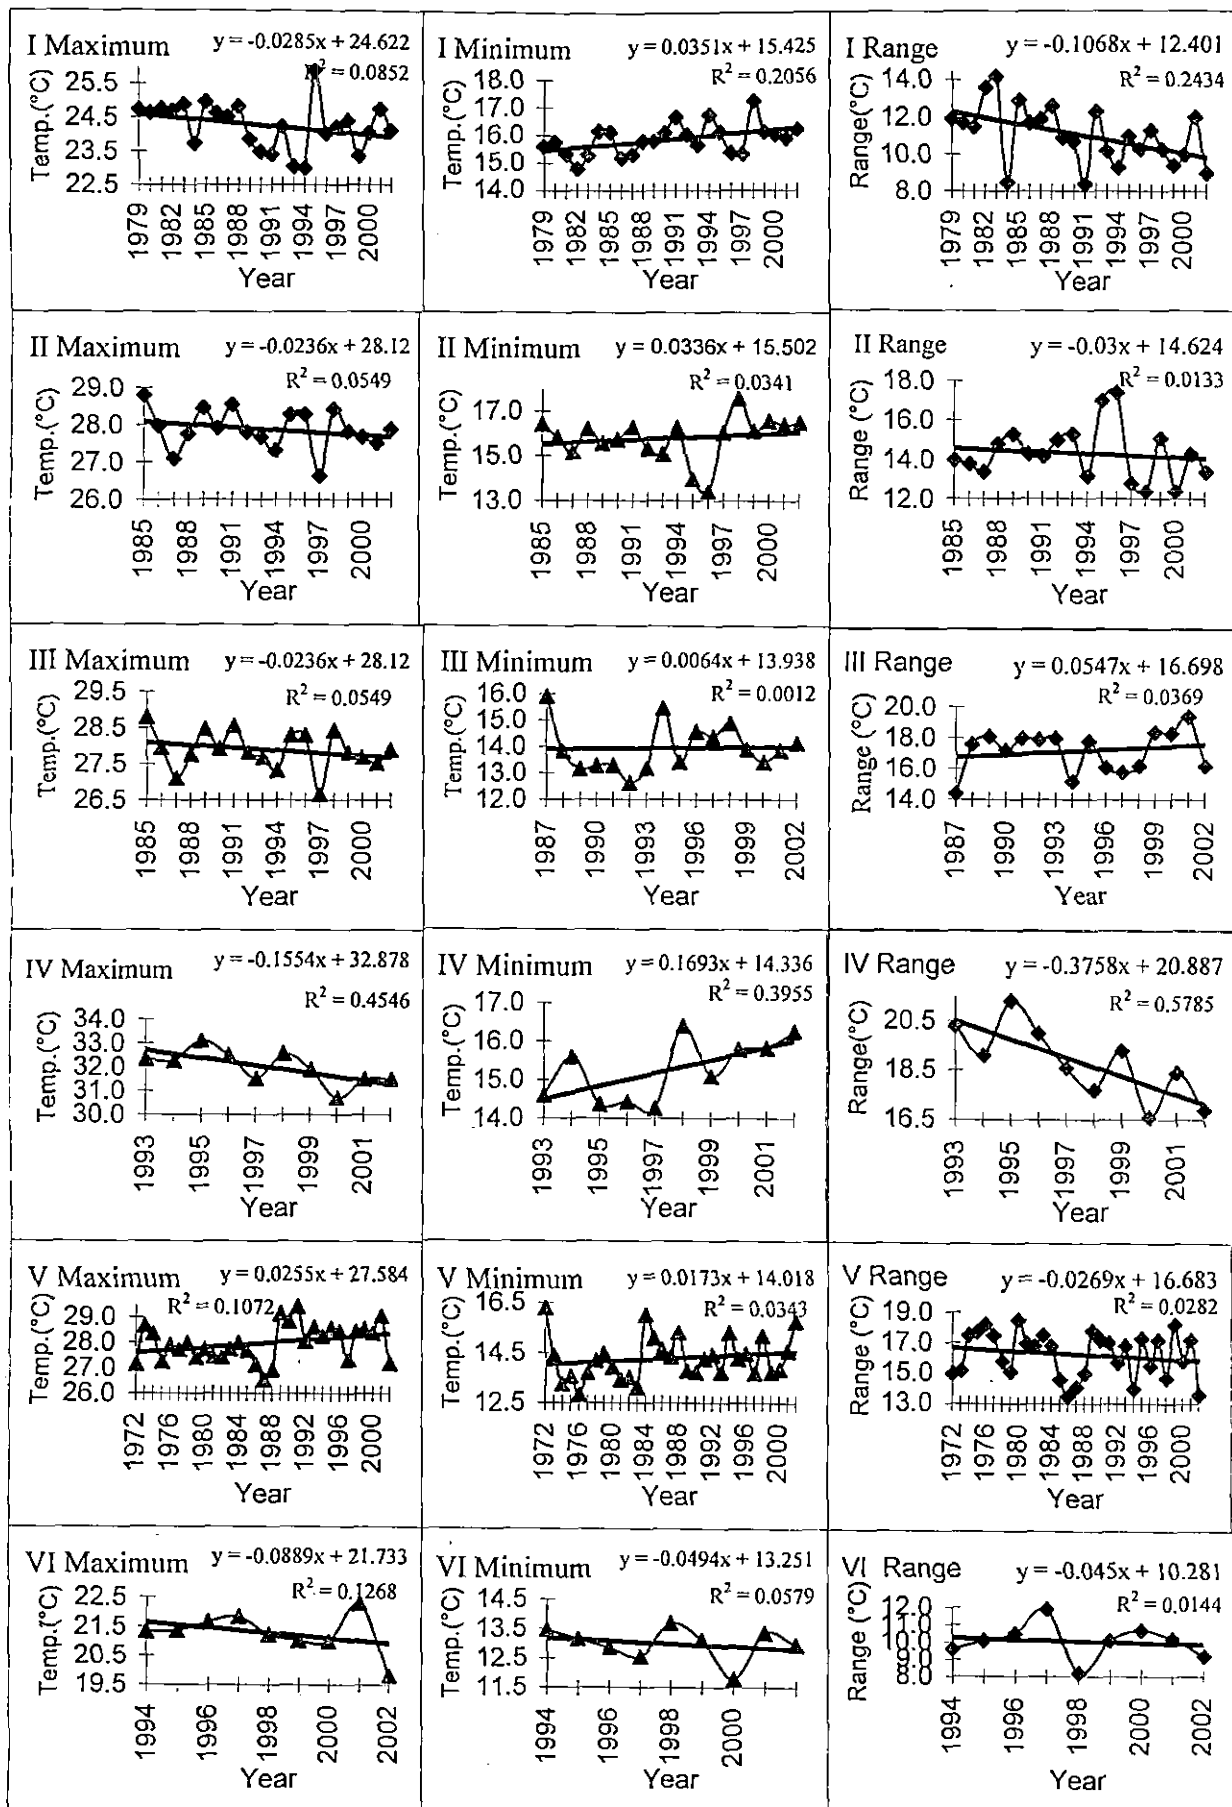 I Maximum y = -0.0285x + 24.622
R² = 0.0852
Temp.(°C)
25.5
24.5
23.5
22.5
1979 1982 1985 1988 1991 1994 1997 2000
Year
I Minimum y = 0.0351x + 15.425
R² = 0.2056
Temp.(°C)
18.0
17.0
16.0
15.0
14.0
1979 1982 1985 1988 1991 1994 1997 2000
Year
I Range y = -0.1068x + 12.401
R² = 0.2434
Range(°C)
14.0
12.0
10.0
8.0
1979 1982 1985 1988 1991 1994 1997 2000
Year
II Maximum y = -0.0236x + 28.12
R² = 0.0549
Temp.(°C)
29.0
28.0
27.0
26.0
1985 1988 1991 1994 1997 2000
Year
II Minimum y = 0.0336x + 15.502
R² = 0.0341
Temp.(°C)
17.0
15.0
13.0
1985 1988 1991 1994 1997 2000
Year
II Range y = -0.03x + 14.624
R² = 0.0133
Range (°C)
18.0
16.0
14.0
12.0
1985 1988 1991 1994 1997 2000
Year
III Maximum y = -0.0236x + 28.12
R² = 0.0549
Temp.(°C)
29.5
28.5
27.5
26.5
1985 1988 1991 1994 1997 2000
Year
III Minimum y = 0.0064x + 13.938
R² = 0.0012
Temp.(°C)
16.0
15.0
14.0
13.0
12.0
1987 1990 1993 1996 1999 2002
Year
III Range y = 0.0547x + 16.698
R² = 0.0369
Range (°C)
20.0
18.0
16.0
14.0
1987 1990 1993 1996 1999 2002
Year
IV Maximum y = -0.1554x + 32.878
R² = 0.4546
Temp.(°C)
34.0
33.0
32.0
31.0
30.0
1993 1995 1997 1999 2001
Year
IV Minimum y = 0.1693x + 14.336
R² = 0.3955
Temp.(°C)
17.0
16.0
15.0
14.0
1993 1995 1997 1999 2001
Year
IV Range y = -0.3758x + 20.887
R² = 0.5785
Range(°C)
20.5
18.5
16.5
1993 1995 1997 1999 2001
Year
V Maximum y = 0.0255x + 27.584
R² = 0.1072
Temp.(°C)
29.0
28.0
27.0
26.0
1972 1976 1980 1984 1988 1992 1996 2000
Year
V Minimum y = 0.0173x + 14.018
R² = 0.0343
Temp.(°C)
16.5
14.5
12.5
1972 1976 1980 1984 1988 1992 1996 2000
Year
V Range y = -0.0269x + 16.683
R² = 0.0282
Range (°C)
19.0
17.0
15.0
13.0
1972 1976 1980 1984 1988 1992 1996 2000
Year
VI Maximum y = -0.0889x + 21.733
R² = 0.1268
Temp.(°C)
22.5
21.5
20.5
19.5
1994 1996 1998 2000 2002
Year
VI Minimum y = -0.0494x + 13.251
R² = 0.0579
Temp.(°C)
14.5
13.5
12.5
11.5
1994 1996 1998 2000
Year
VI Range y = -0.045x + 10.281
R² = 0.0144
Range (°C)
12.0
11.0
10.0
9.0
8.0
1994 1996 1998 2000 2002
Year